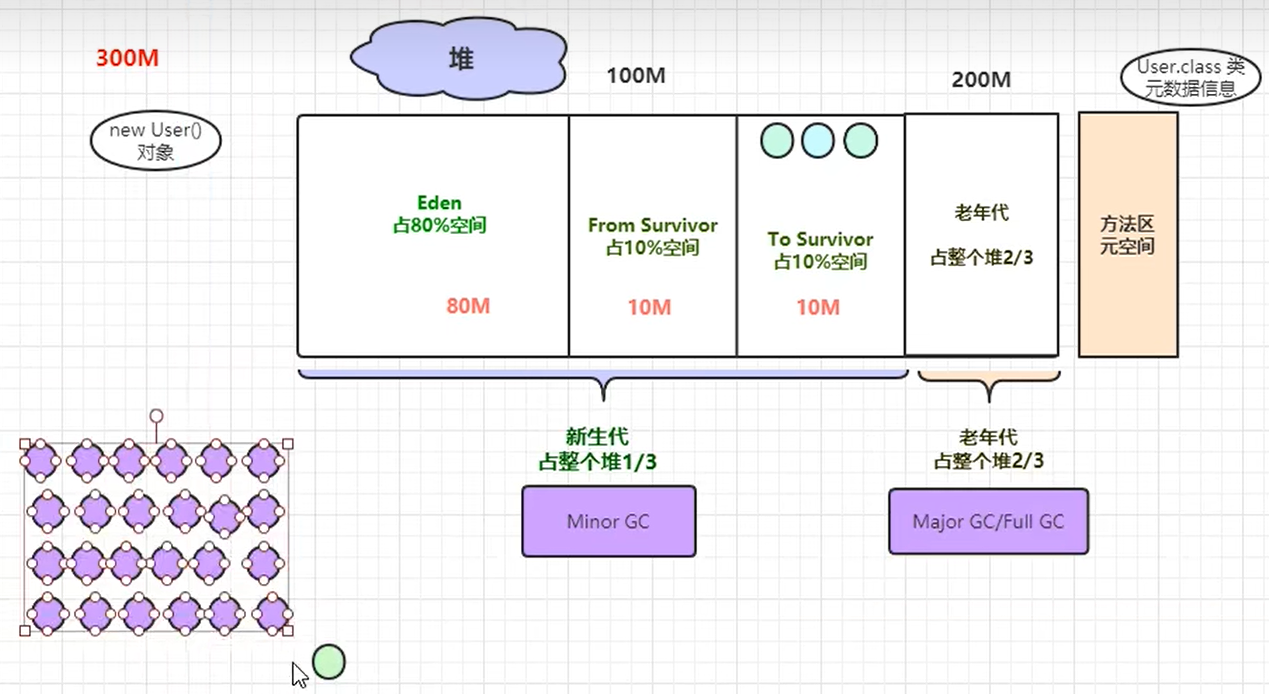 300M
堆
100M
200M
User.class 类
元数据信息
new User()
对象
Eden
占80%空间
80M
From Survivor
占10%空间
10M
To Survivor
占10%空间
10M
老年代
占整个堆2/3
方法区
元空间
新生代
占整个堆1/3
老年代
占整个堆2/3
Minor GC
Major GC/Full GC